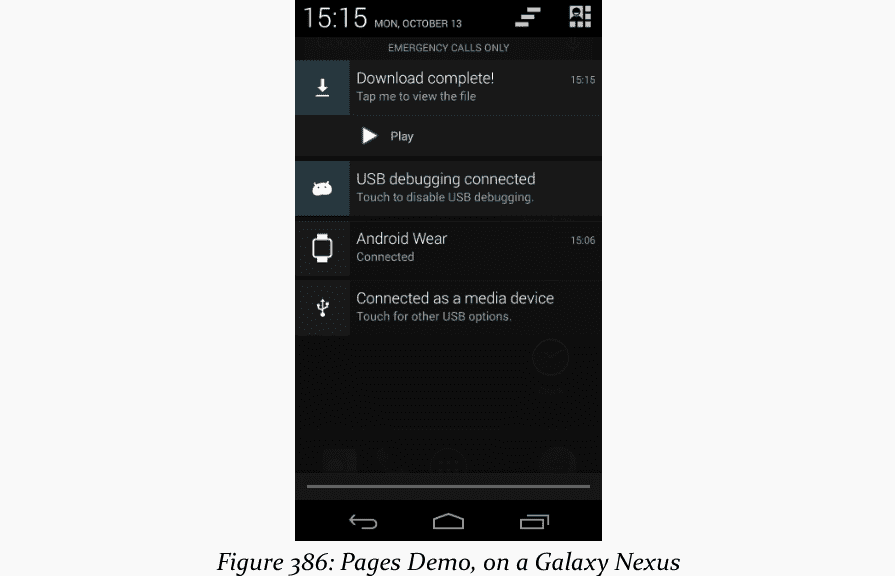 15:15 MON, OCTOBER 13
EMERGENCY CALLS ONLY
Download complete! 15:15
Tap me to view the file
Play
USB debugging connected
Touch to disable USB debugging.
Android Wear 15:06
Connected
Connected as a media device
Touch for other USB options.
Figure 386: Pages Demo, on a Galaxy Nexus